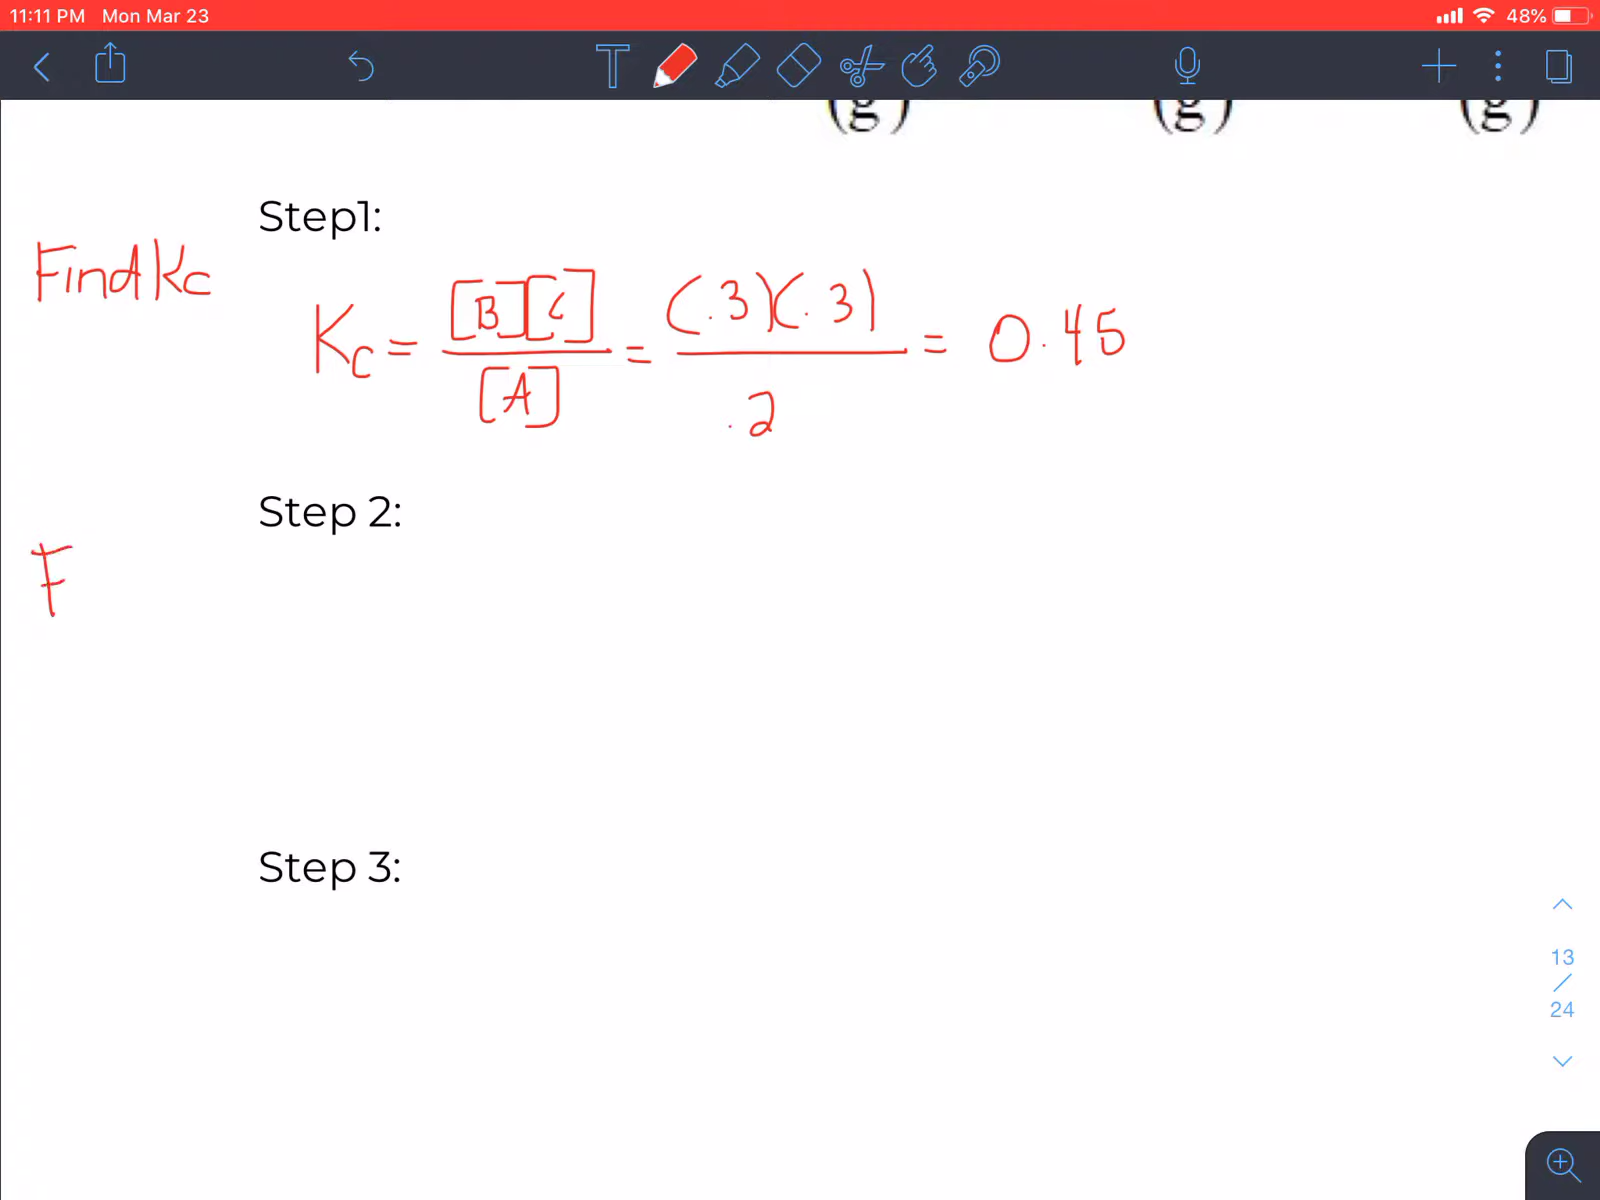 11:11 PM Mon Mar 23 48%
T
(g) (g) (g)
Step1:
Find Kc
Kc = [B][C] / [A] = (.3)(.3) / .2 = 0.45
Step 2:
F
Step 3:
13
/
24